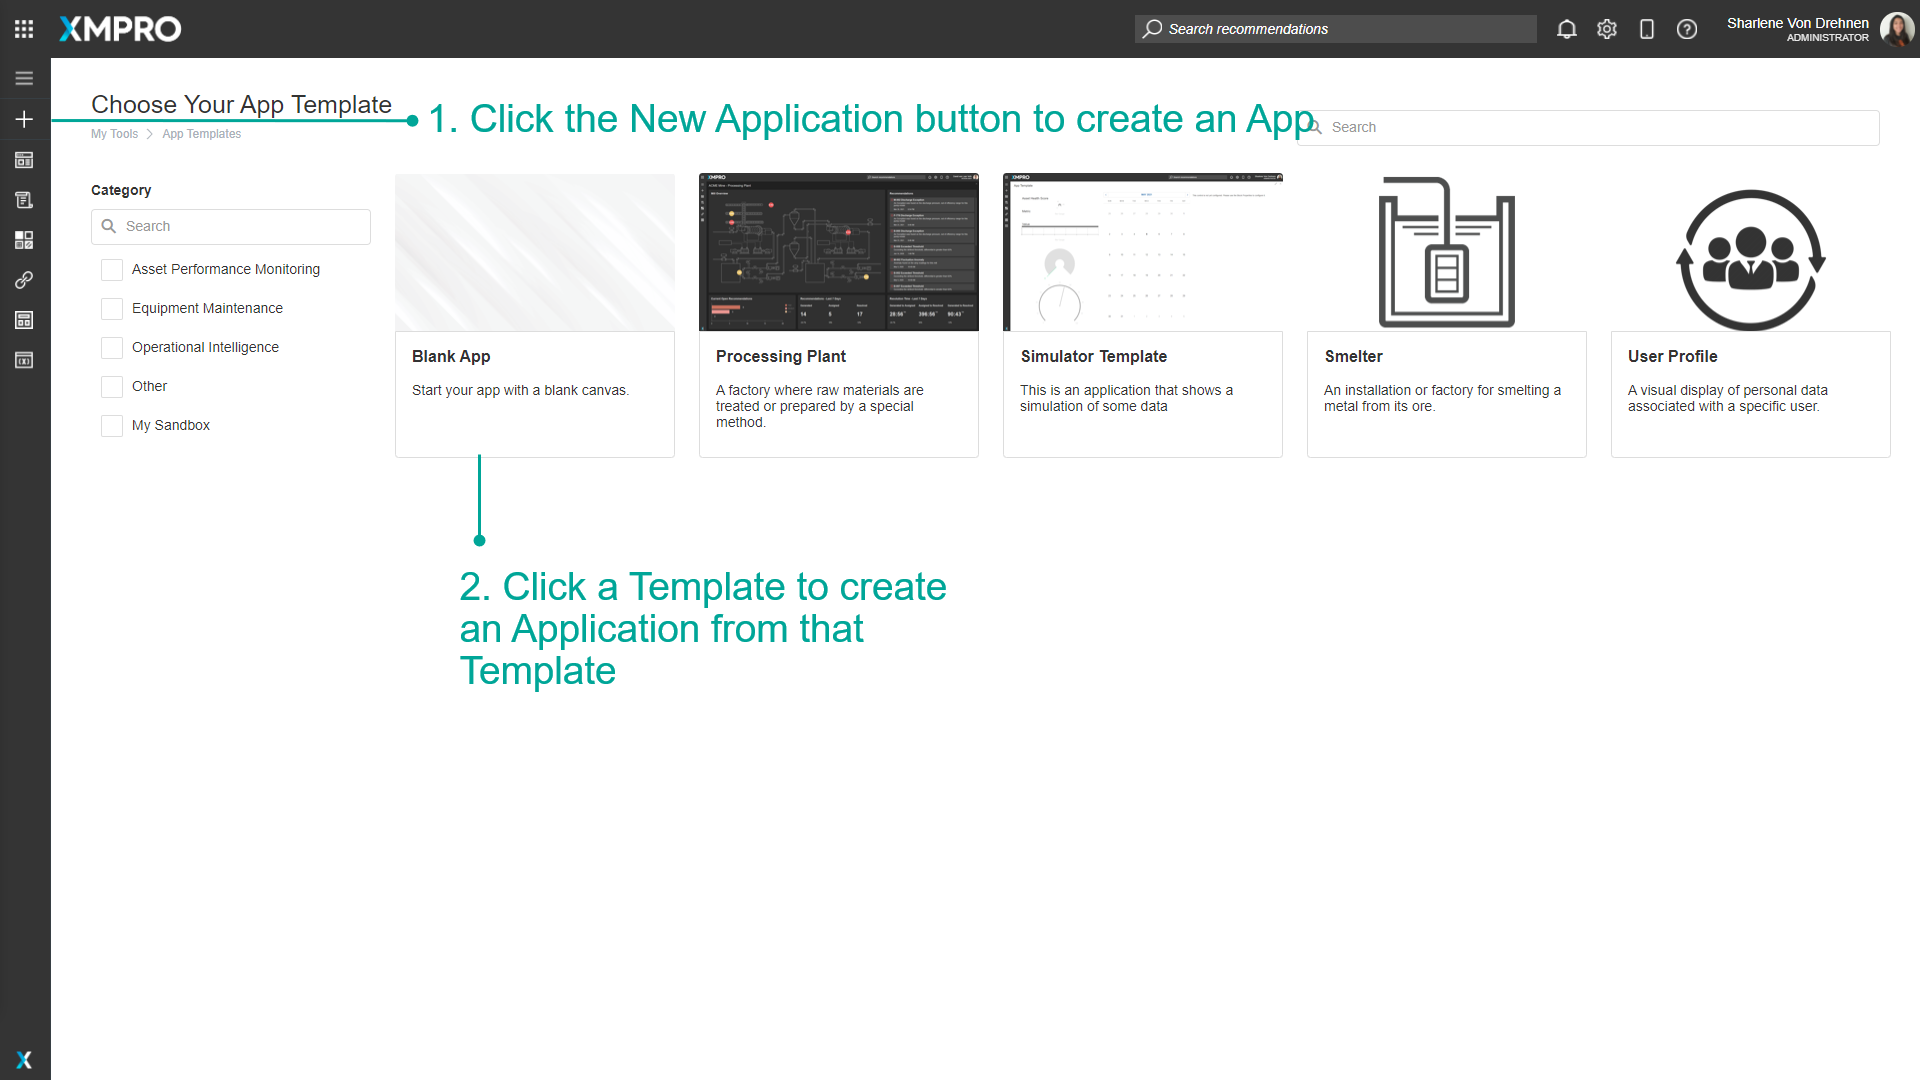 XMPRO
Search recommendations
Sharlene Von Drehnen
ADMINISTRATOR
Choose Your App Template
1. Click the New Application button to create an App
Search
My Tools
App Templates
Category
Search
Asset Performance Monitoring
Equipment Maintenance
Operational Intelligence
Other
My Sandbox
Blank App
Start your app with a blank canvas.
Processing Plant
A factory where raw materials are
treated or prepared by a special
method.
Simulator Template
This is an application that shows a
simulation of some data
Smelter
An installation or factory for smelting a
metal from its ore.
User Profile
A visual display of personal data
associated with a specific user.
2. Click a Template to create
an Application from that
Template